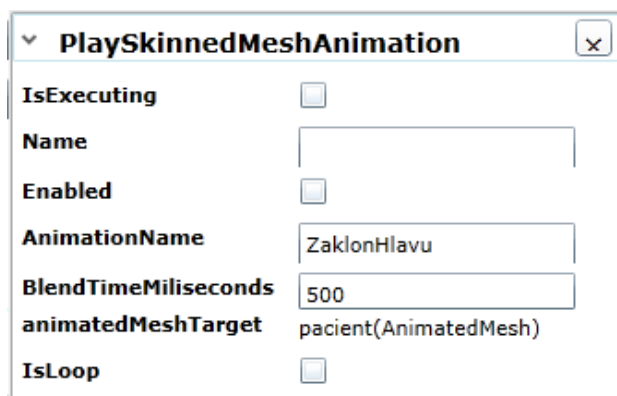 PlaySkinnedMeshAnimation
IsExecuting
Name
Enabled
AnimationName ZaklonHlavu
BlendTimeMiliseconds 500
animatedMeshTarget pacient(AnimatedMesh)
IsLoop